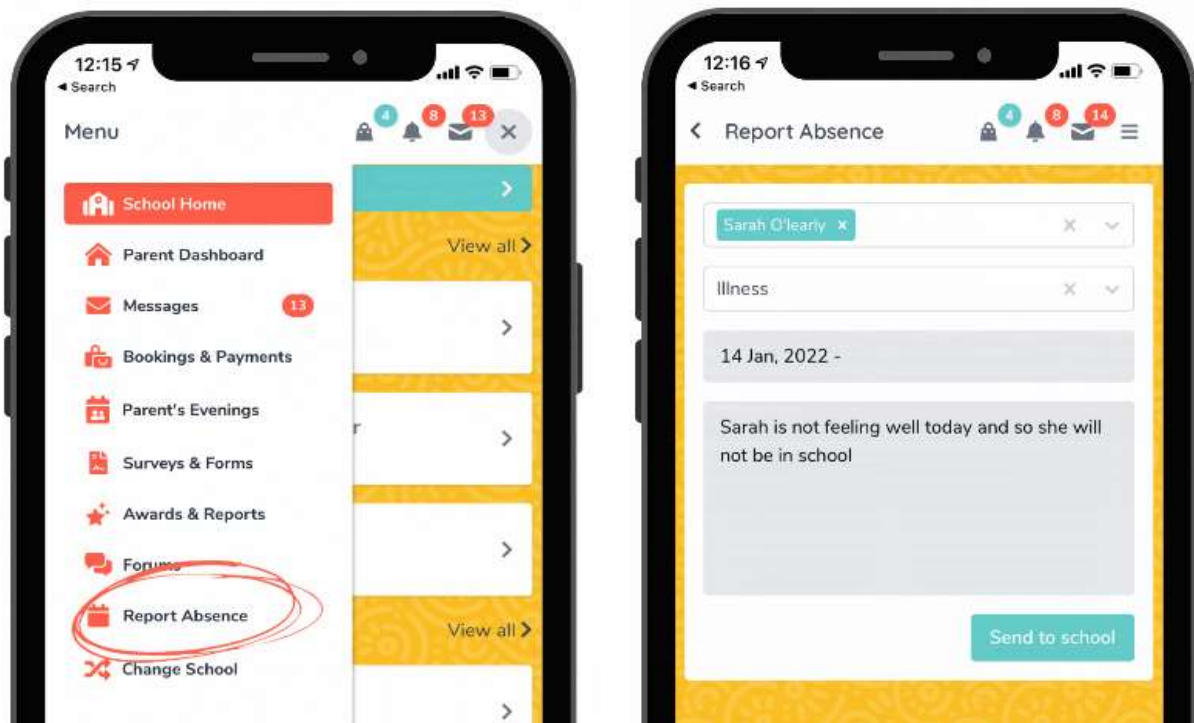 12:15
◂ Search
Menu
4
8
13
School Home
Parent Dashboard
Messages
13
Bookings & Payments
Parent's Evenings
Surveys & Forms
Awards & Reports
Forums
Report Absence
Change School
View all
r
View all
12:16
◂ Search
Report Absence
4
8
14
Sarah O'learly ×
Illness
14 Jan, 2022 -
Sarah is not feeling well today and so she will
not be in school
Send to school